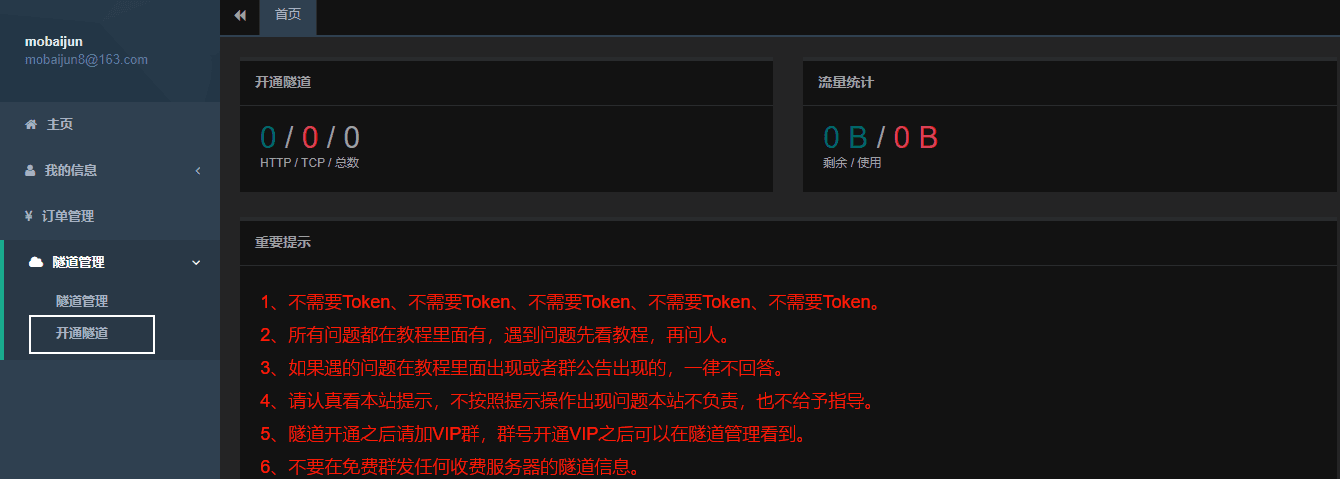 mobaijun
mobaijun8@163.com
主页
我的信息
¥ 订单管理
隧道管理
隧道管理
开通隧道
首页
开通隧道
0 / 0 / 0
HTTP / TCP / 总数
流量统计
0 B / 0 B
剩余 / 使用
重要提示
1、不需要Token、不需要Token、不需要Token、不需要Token、不需要Token。
2、所有问题都在教程里面有，遇到问题先看教程，再问人。
3、如果遇的问题在教程里面出现或者群公告出现的，一律不回答。
4、请认真看本站提示，不按照提示操作出现问题本站不负责，也不给予指导。
5、隧道开通之后请加VIP群，群号开通VIP之后可以在隧道管理看到。
6、不要在免费群发任何收费服务器的隧道信息。